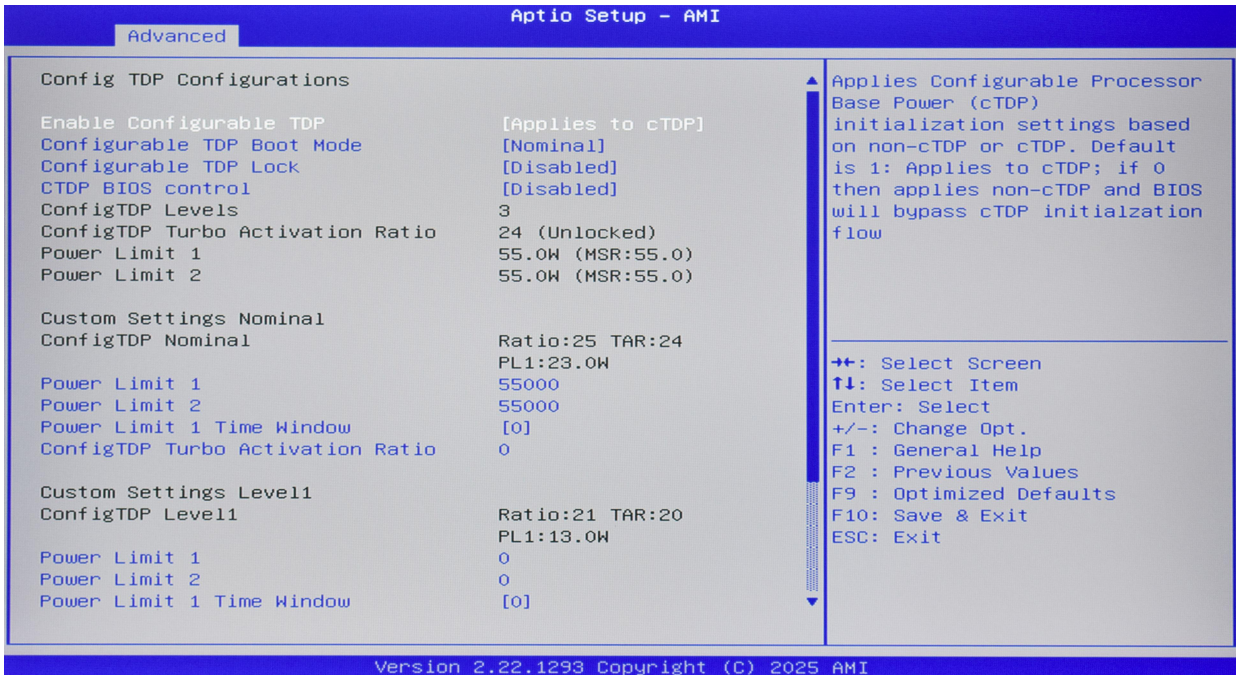 Aptio Setup – AMI
Advanced
Config TDP Configurations
Enable Configurable TDP [Applies to cTDP]
Configurable TDP Boot Mode [Nominal]
Configurable TDP Lock [Disabled]
CTDP BIOS control [Disabled]
ConfigTDP Levels 3
ConfigTDP Turbo Activation Ratio 24 (Unlocked)
Power Limit 1 55.0W (MSR:55.0)
Power Limit 2 55.0W (MSR:55.0)
Custom Settings Nominal
ConfigTDP Nominal Ratio:25 TAR:24
PL1:23.0W
Power Limit 1 55000
Power Limit 2 55000
Power Limit 1 Time Window [0]
ConfigTDP Turbo Activation Ratio 0
Custom Settings Level1
ConfigTDP Level1 Ratio:21 TAR:20
PL1:13.0W
Power Limit 1 0
Power Limit 2 0
Power Limit 1 Time Window [0]
Applies Configurable Processor
Base Power (cTDP)
initialization settings based
on non-cTDP or cTDP. Default
is 1: Applies to cTDP; if 0
then applies non-cTDP and BIOS
will bypass cTDP initialzation
flow
→←: Select Screen
↑↓: Select Item
Enter: Select
+/-: Change Opt.
F1 : General Help
F2 : Previous Values
F9 : Optimized Defaults
F10: Save & Exit
ESC: Exit
Version 2.22.1293 Copyright (C) 2025 AMI